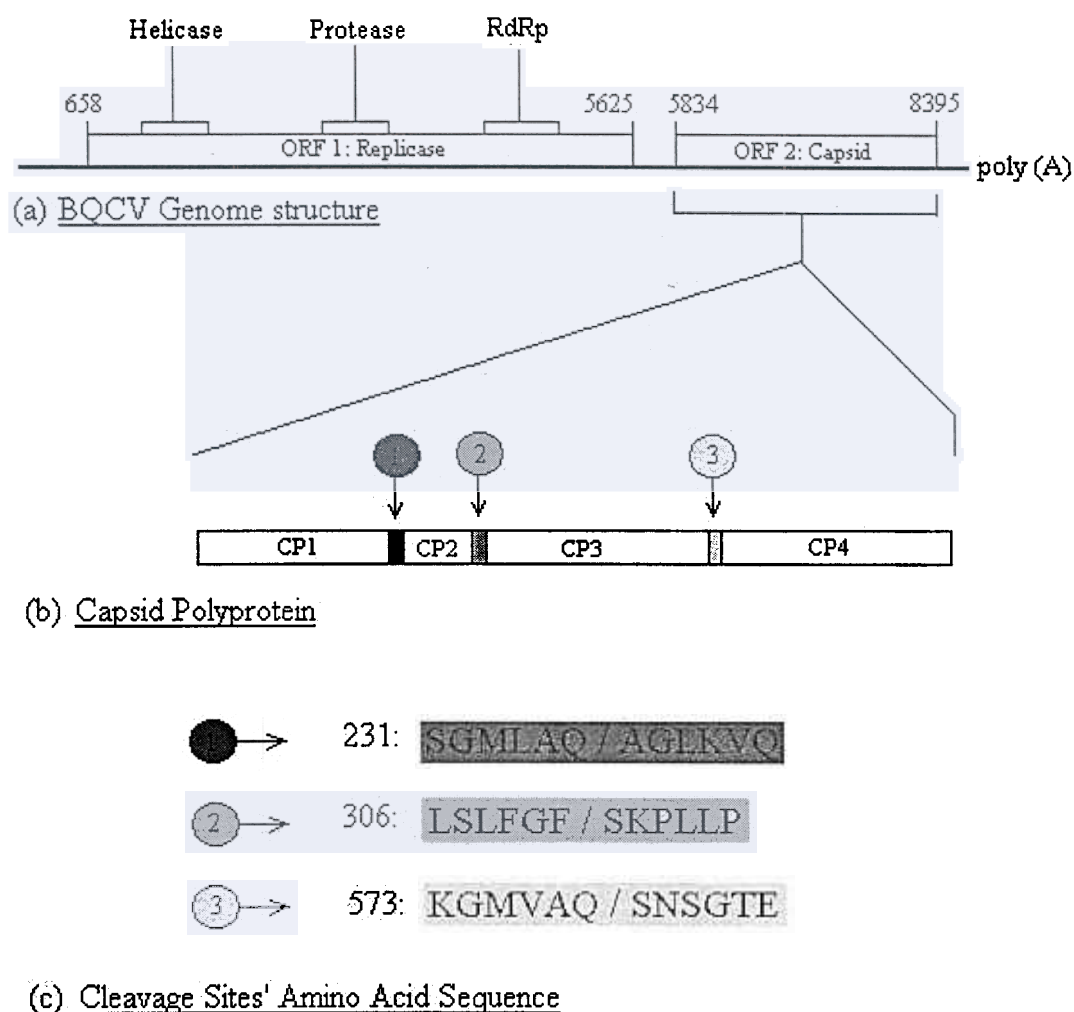 Helicase Protease RdRp
658 5625 5834 8395
ORF 1: Replicase ORF 2: Capsid
poly (A)
(a) BQCV Genome structure
1 2 3
CP1 CP2 CP3 CP4
(b) Capsid Polyprotein
1 231: SGMLAQ / AGLKVQ
2 306: LSLFGF / SKPLLP
3 573: KGMVAQ / SNSGTE
(c) Cleavage Sites' Amino Acid Sequence